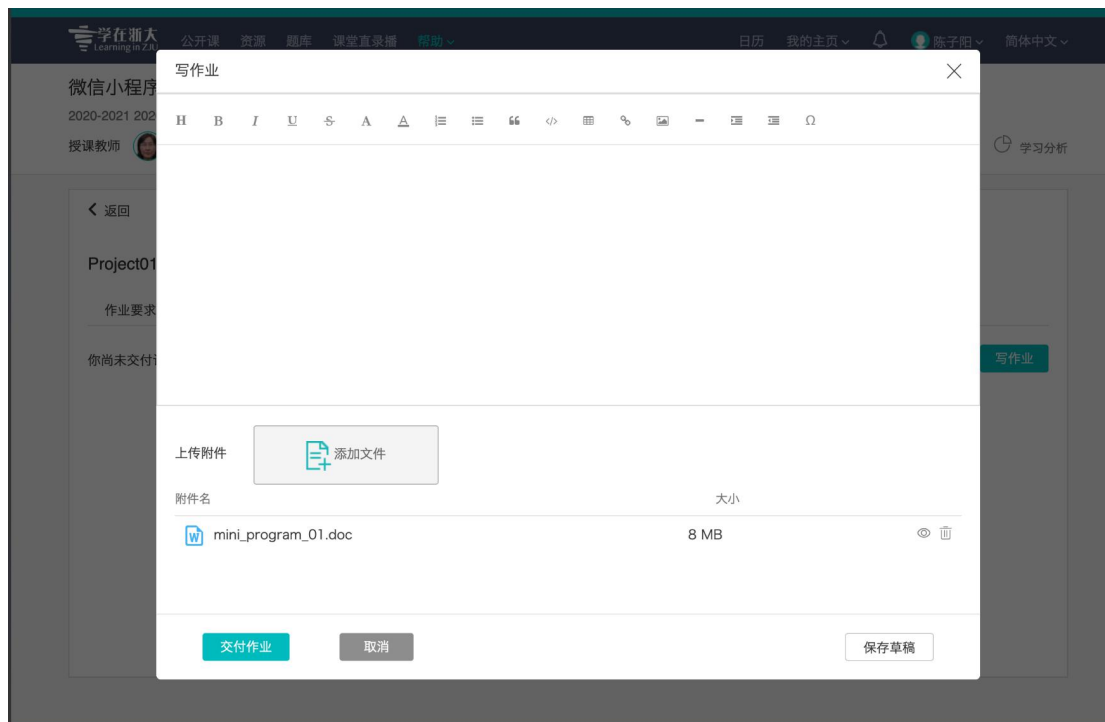 学在浙大
Learning in ZJU
公开课 资源 题库 课堂直录播 帮助
日历 我的主页 陈子阳 简体中文
微信小程序
写作业
2020-2021 202
H B I U S A A </> Ω
授课教师
学习分析
返回
Project01
作业要求
你尚未交付
写作业
上传附件
添加文件
附件名 大小
mini_program_01.doc 8 MB
交付作业 取消 保存草稿